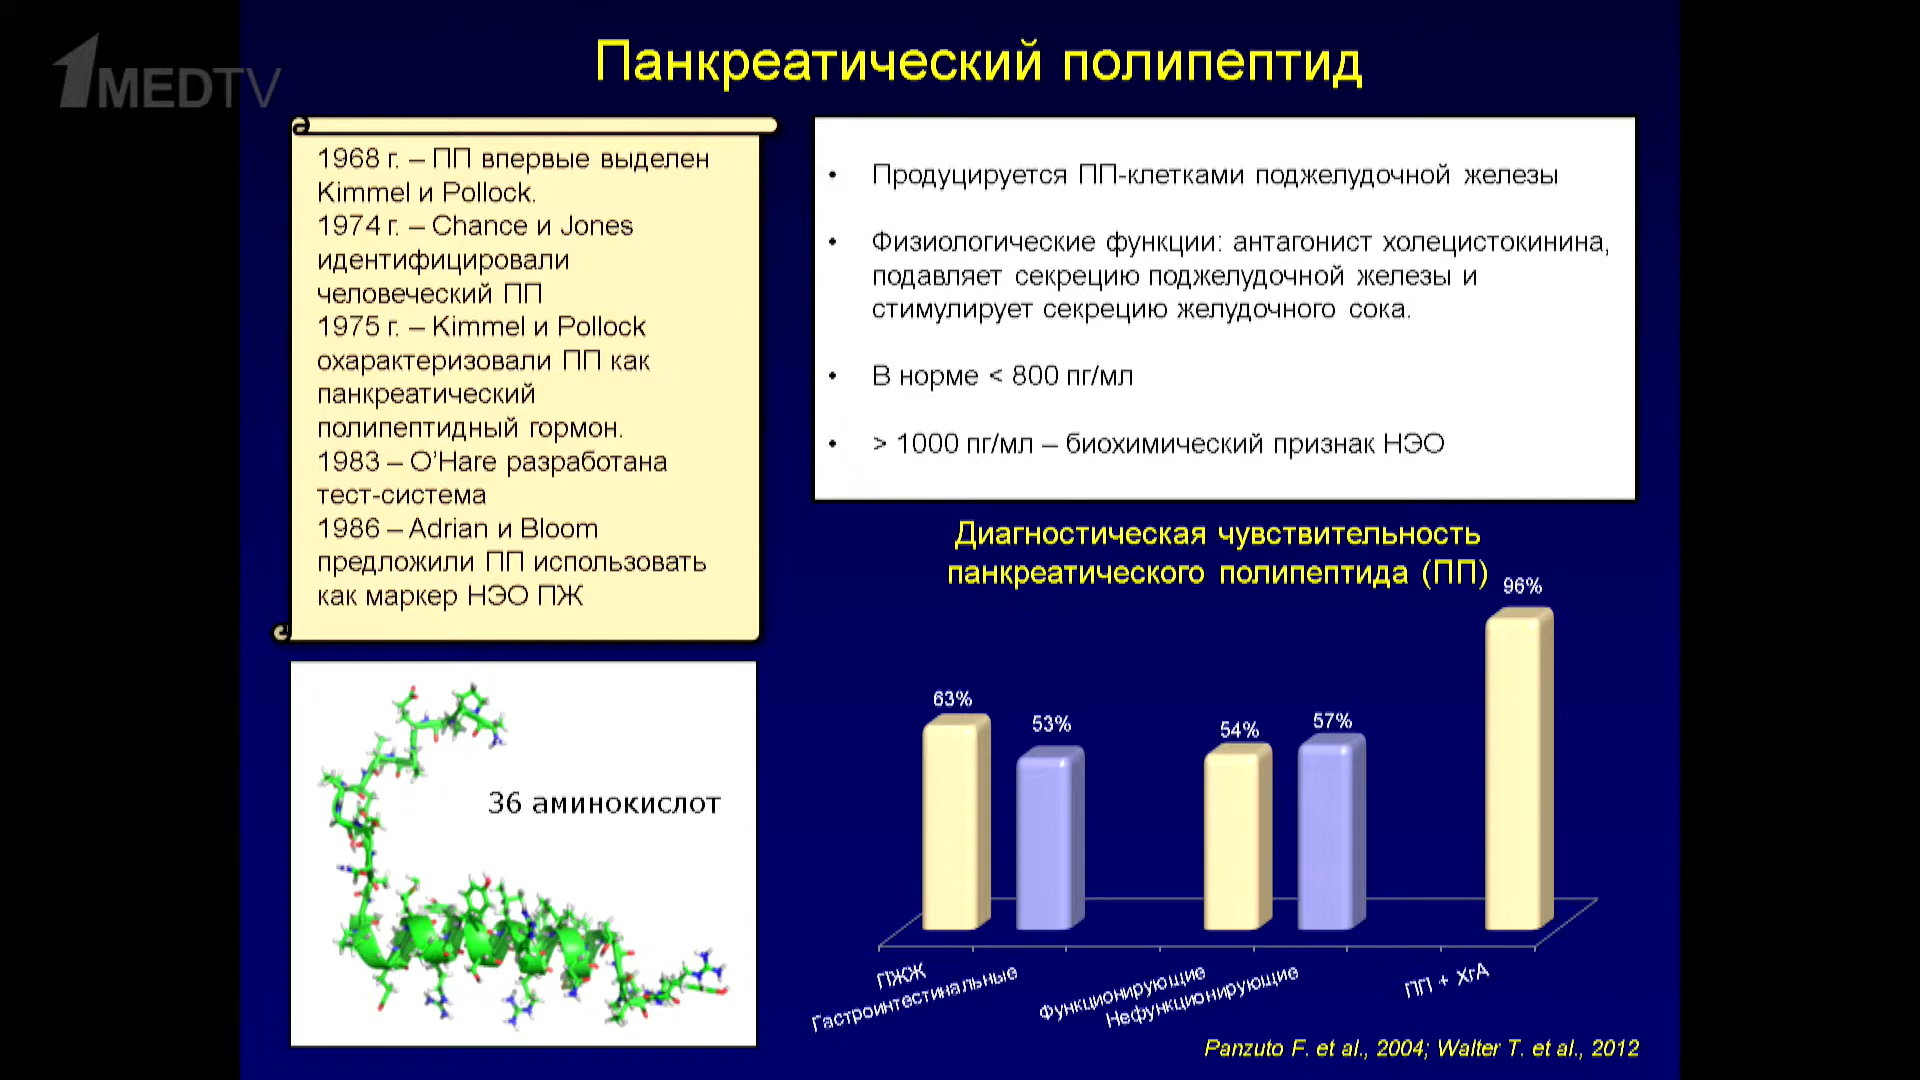 1MEDTV
Панкреатический полипептид
1968 г. – ПП впервые выделен
Kimmel и Pollock.
1974 г. – Chance и Jones
идентифицировали
человеческий ПП
1975 г. – Kimmel и Pollock
охарактеризовали ПП как
панкреатический
полипептидный гормон.
1983 – O’Hare разработана
тест-система
1986 – Adrian и Bloom
предложили ПП использовать
как маркер НЭО ПЖ
36 аминокислот
• Продуцируется ПП-клетками поджелудочной железы
• Физиологические функции: антагонист холецистокинина,
подавляет секрецию поджелудочной железы и
стимулирует секрецию желудочного сока.
• В норме < 800 пг/мл
• > 1000 пг/мл – биохимический признак НЭО
Диагностическая чувствительность
панкреатического полипептида (ПП)
63%
53%
54%
57%
96%
ПЖЖ
Гастроинтестинальные
Функционирующие
Нефункционирующие
ПП + ХгА
Panzuto F. et al., 2004; Walter T. et al., 2012